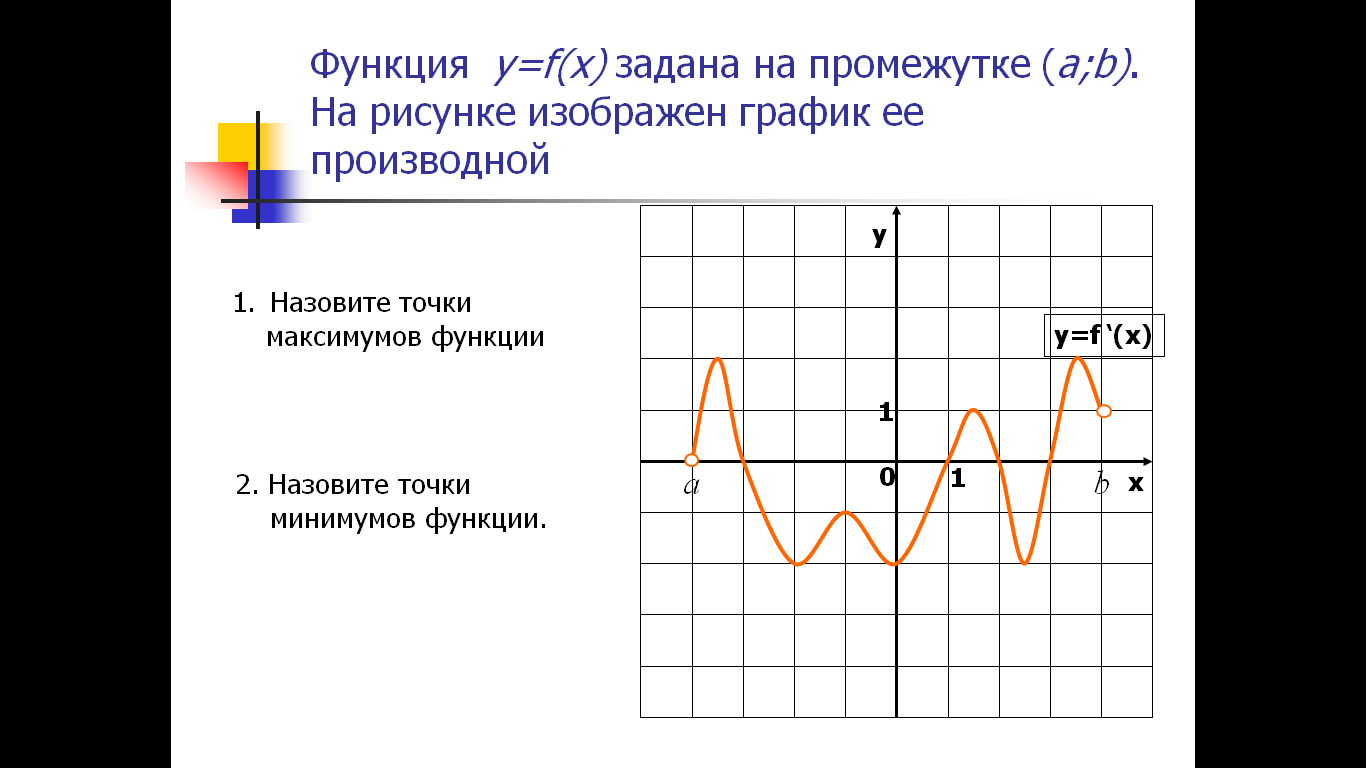 Функция y=f(x) задана на промежутке (a;b).
На рисунке изображен график ее
производной
1. Назовите точки
максимумов функции
2. Назовите точки
минимумов функции.
y
y=f ‘(x)
1
a
0
1
b
x